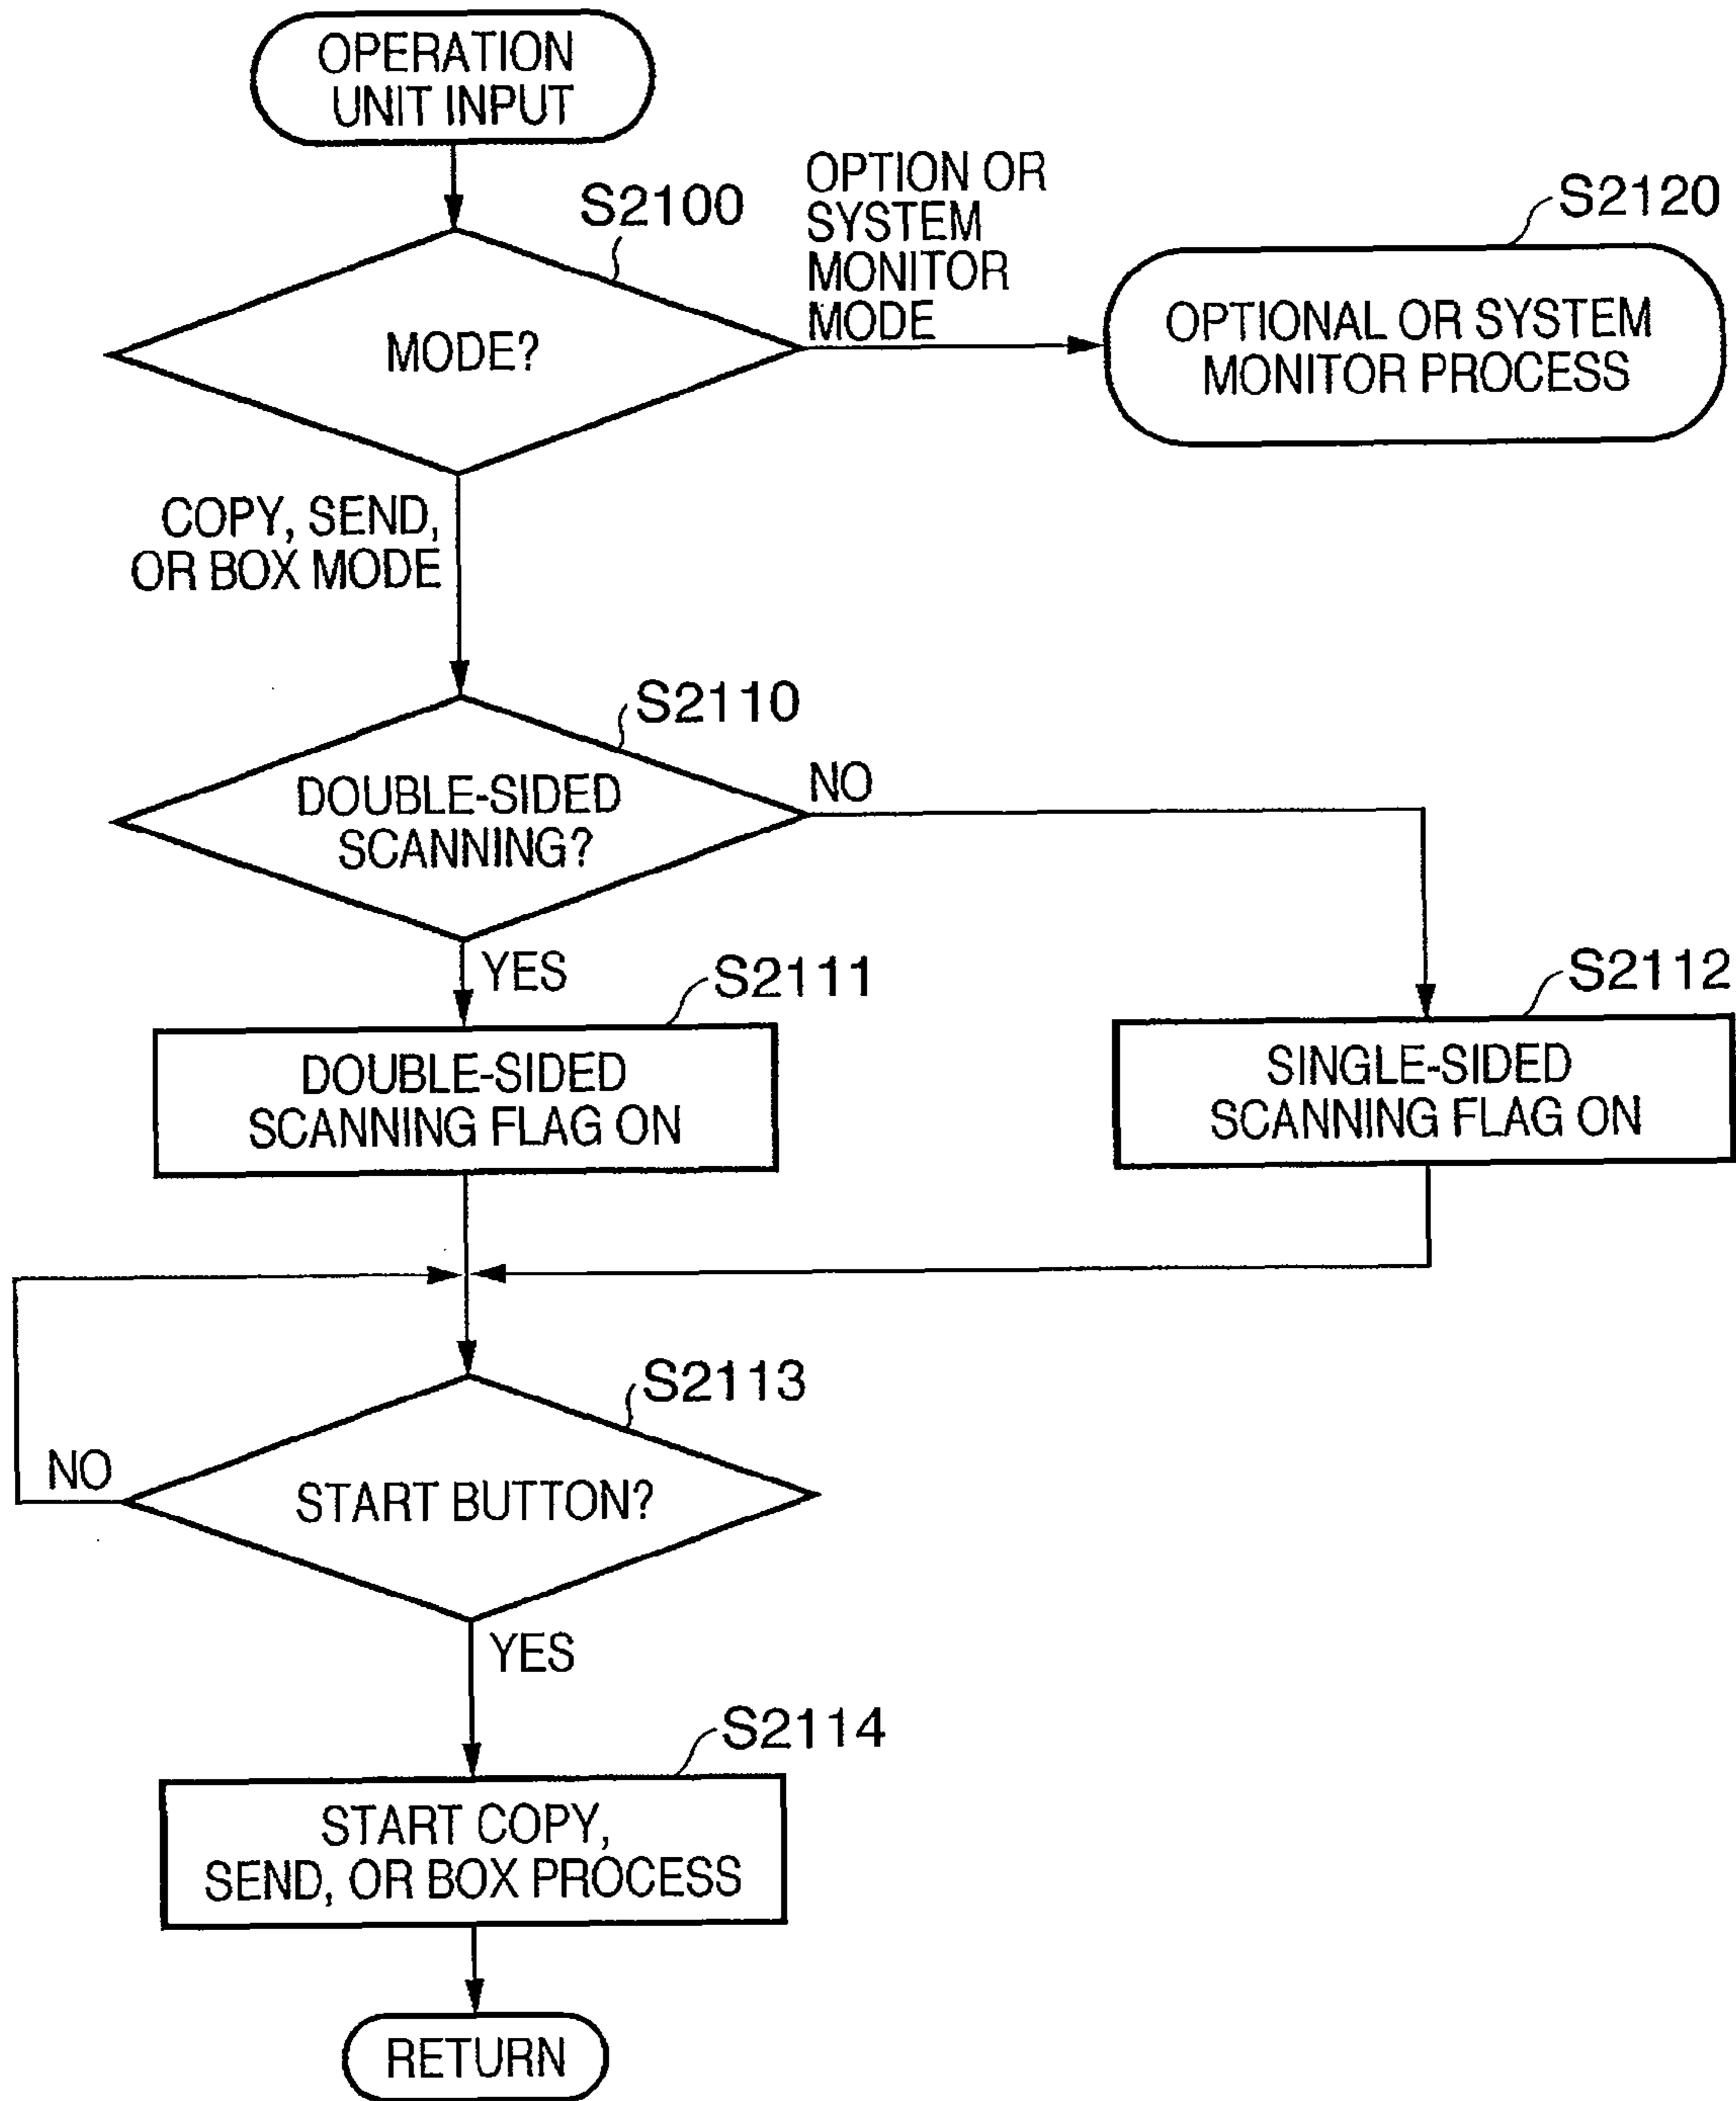 OPERATION
UNIT INPUT
S2100
MODE?
OPTION OR
SYSTEM
MONITOR
MODE
S2120
OPTIONAL OR SYSTEM
MONITOR PROCESS
COPY, SEND,
OR BOX MODE
S2110
DOUBLE-SIDED
SCANNING?
NO
YES
S2111
DOUBLE-SIDED
SCANNING FLAG ON
S2112
SINGLE-SIDED
SCANNING FLAG ON
S2113
START BUTTON?
NO
YES
S2114
START COPY,
SEND, OR BOX PROCESS
RETURN